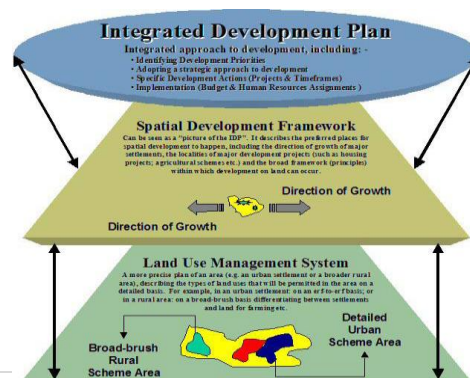 Integrated Development Plan
Integrated approach to development, including: -
• Identifying Development Priorities
• Adopting a strategic approach to development
• Specific Development Actions (Projects & Timeframes)
• Implementation (Budget & Human Resources Assignments )
Spatial Development Framework
Can be seen as a "picture of the IDP". It describes the preferred places for
spatial development to happen, including the direction of growth of major
settlements, the localities of major development projects (such as housing
projects; agricultural schemes etc.) and the broad framework (principles)
within which development on land can occur.
Direction of Growth
Direction of Growth
Land Use Management System
A more precise plan of an area (e.g. an urban settlement or a broader rural
area), describing the types of land uses that will be permitted in the area on a
detailed basis. For example, in an urban settlement: on an erf-to-erf basis; or
in a rural area: on a broad-brush basis differentiating between settlements
and land for farming etc.
Detailed
Urban
Scheme Area
Broad-brush
Rural
Scheme Area